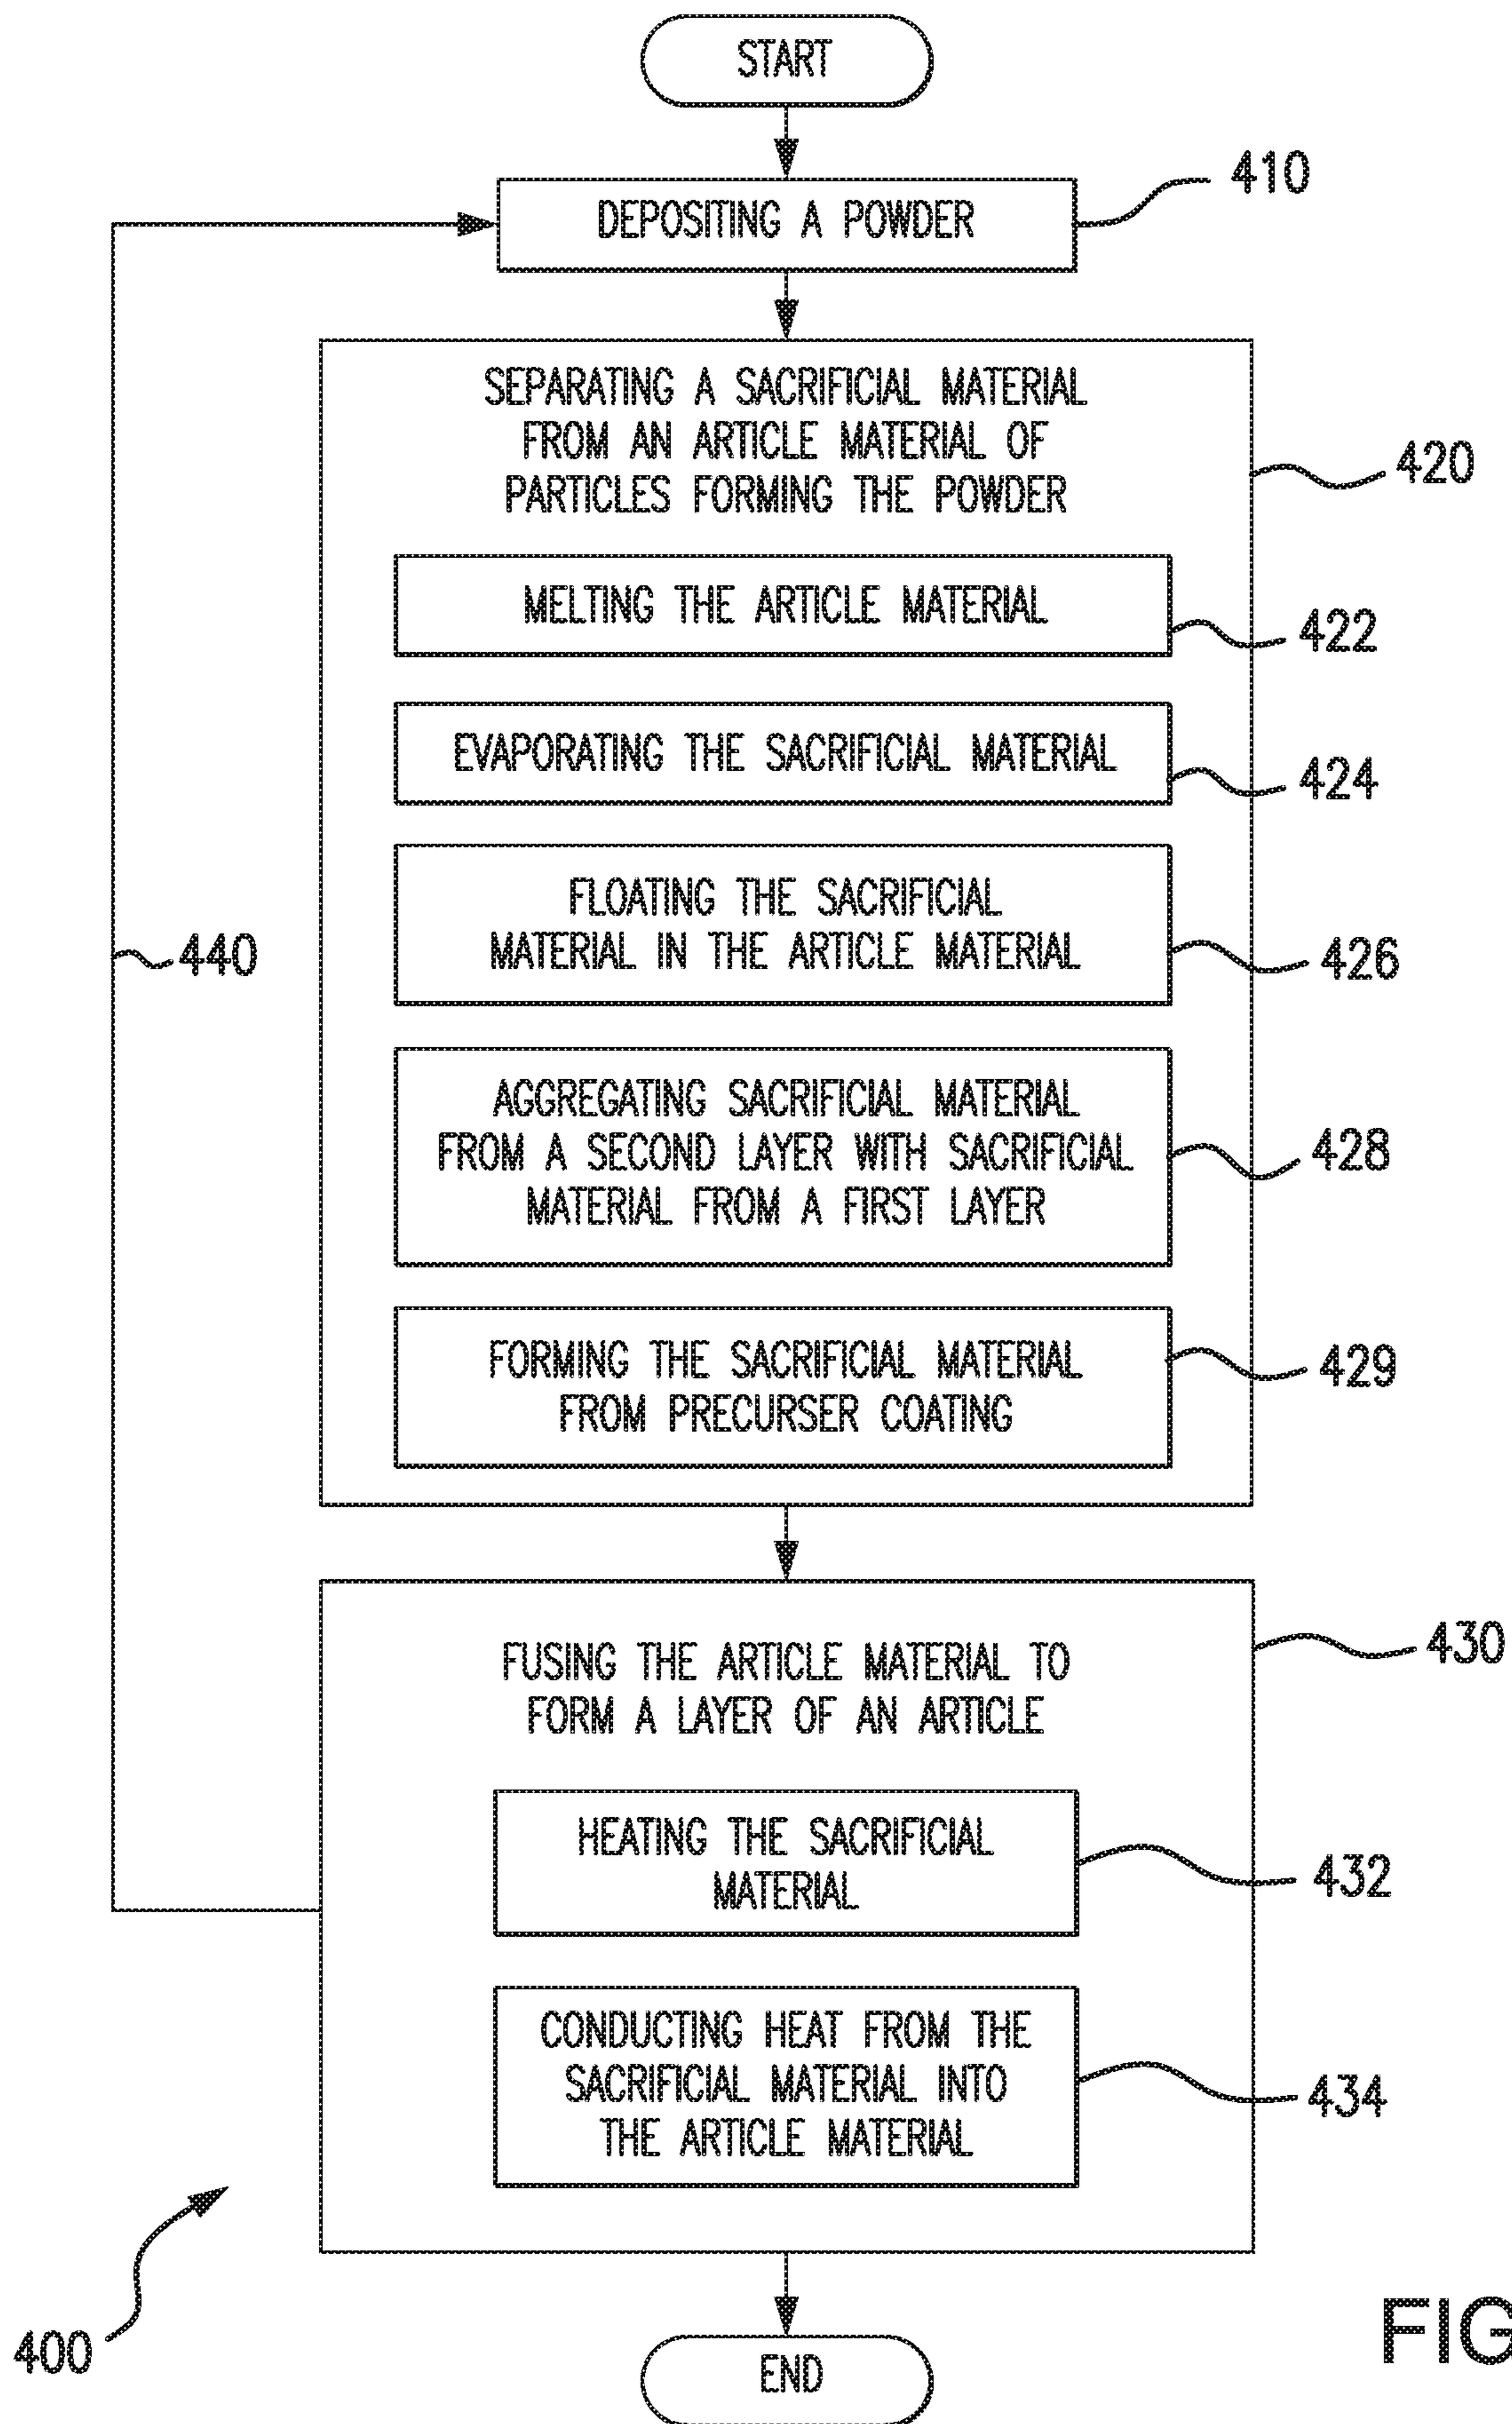 START
DEPOSITING A POWDER
410
SEPARATING A SACRIFICIAL MATERIAL
FROM AN ARTICLE MATERIAL OF
PARTICLES FORMING THE POWDER
420
MELTING THE ARTICLE MATERIAL
422
EVAPORATING THE SACRIFICIAL MATERIAL
424
FLOATING THE SACRIFICIAL
MATERIAL IN THE ARTICLE MATERIAL
426
440
AGGREGATING SACRIFICIAL MATERIAL
FROM A SECOND LAYER WITH SACRIFICIAL
MATERIAL FROM A FIRST LAYER
428
FORMING THE SACRIFICIAL MATERIAL
FROM PRECURSER COATING
429
FUSING THE ARTICLE MATERIAL TO
FORM A LAYER OF AN ARTICLE
430
HEATING THE SACRIFICIAL
MATERIAL
432
CONDUCTING HEAT FROM THE
SACRIFICIAL MATERIAL INTO
THE ARTICLE MATERIAL
434
400
END
FIG